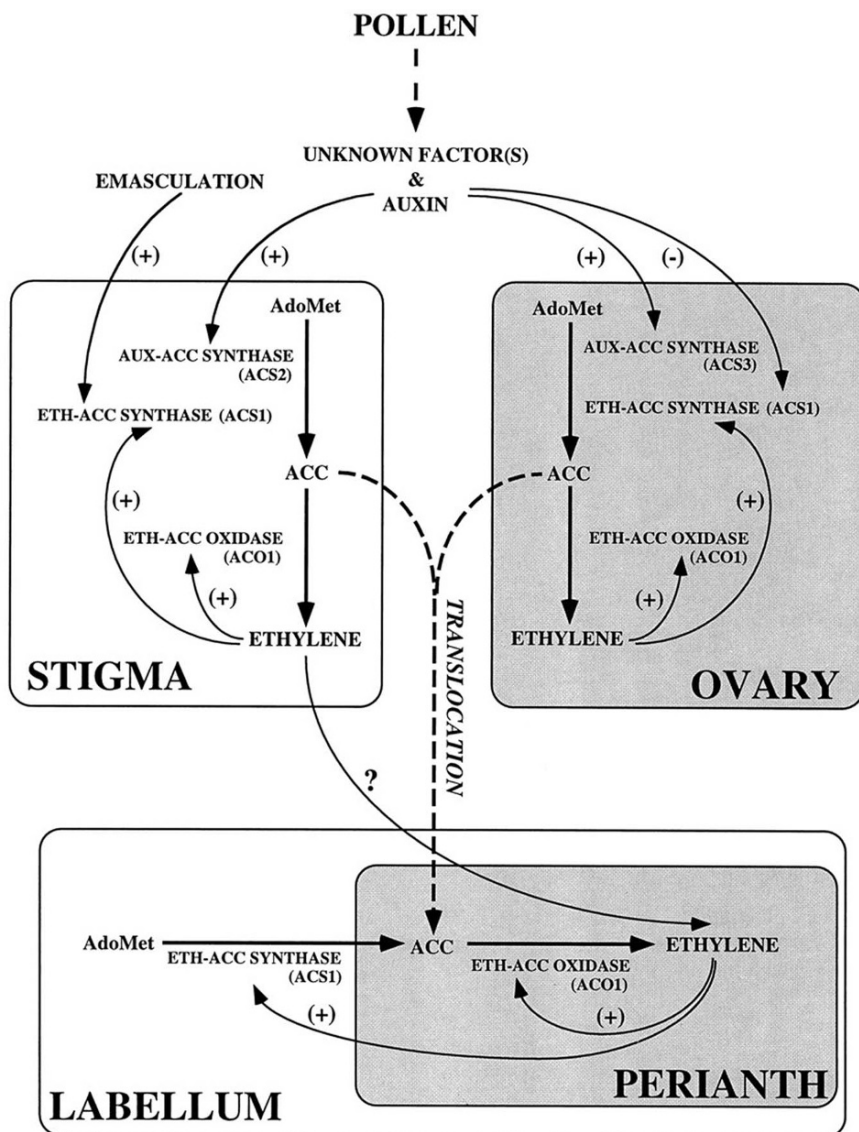 POLLEN
UNKNOWN FACTOR(S)
&
AUXIN
EMASCULATION
(+)
(+)
(+)
(-)
AdoMet
AUX-ACC SYNTHASE
(ACS2)
ETH-ACC SYNTHASE (ACS1)
ACC
(+)
ETH-ACC OXIDASE
(ACO1)
(+)
ETHYLENE
STIGMA
AdoMet
AUX-ACC SYNTHASE
(ACS3)
ETH-ACC SYNTHASE (ACS1)
ACC
(+)
ETH-ACC OXIDASE
(ACO1)
(+)
ETHYLENE
OVARY
TRANSLOCATION
?
AdoMet
ETH-ACC SYNTHASE
(ACS1)
ACC
ETH-ACC OXIDASE
(ACO1)
ETHYLENE
(+)
(+)
PERIANTH
LABELLUM